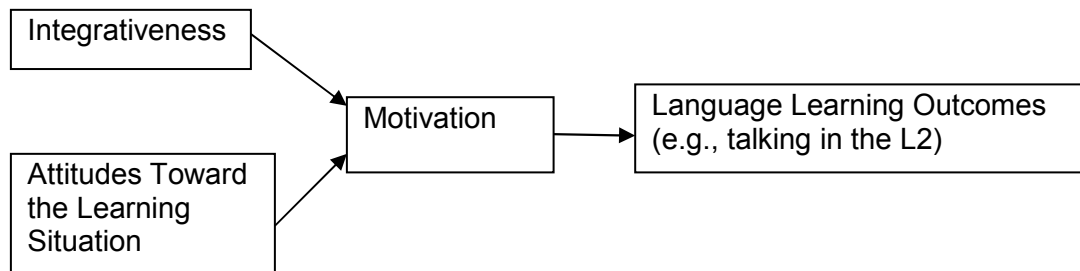 Integrativeness
Attitudes Toward
the Learning
Situation
Motivation
Language Learning Outcomes
(e.g., talking in the L2)